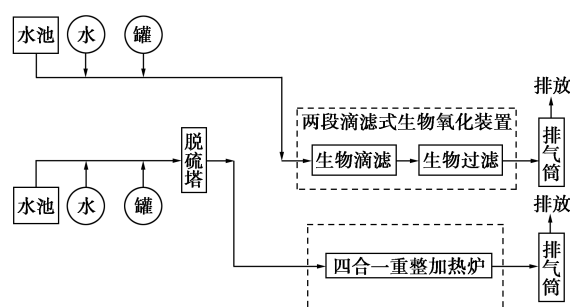 水池
水
罐
排放
两段滴滤式生物氧化装置
生物滴滤
生物过滤
排气筒
脱硫塔
水池
水
罐
排放
四合一重整加热炉
排气筒